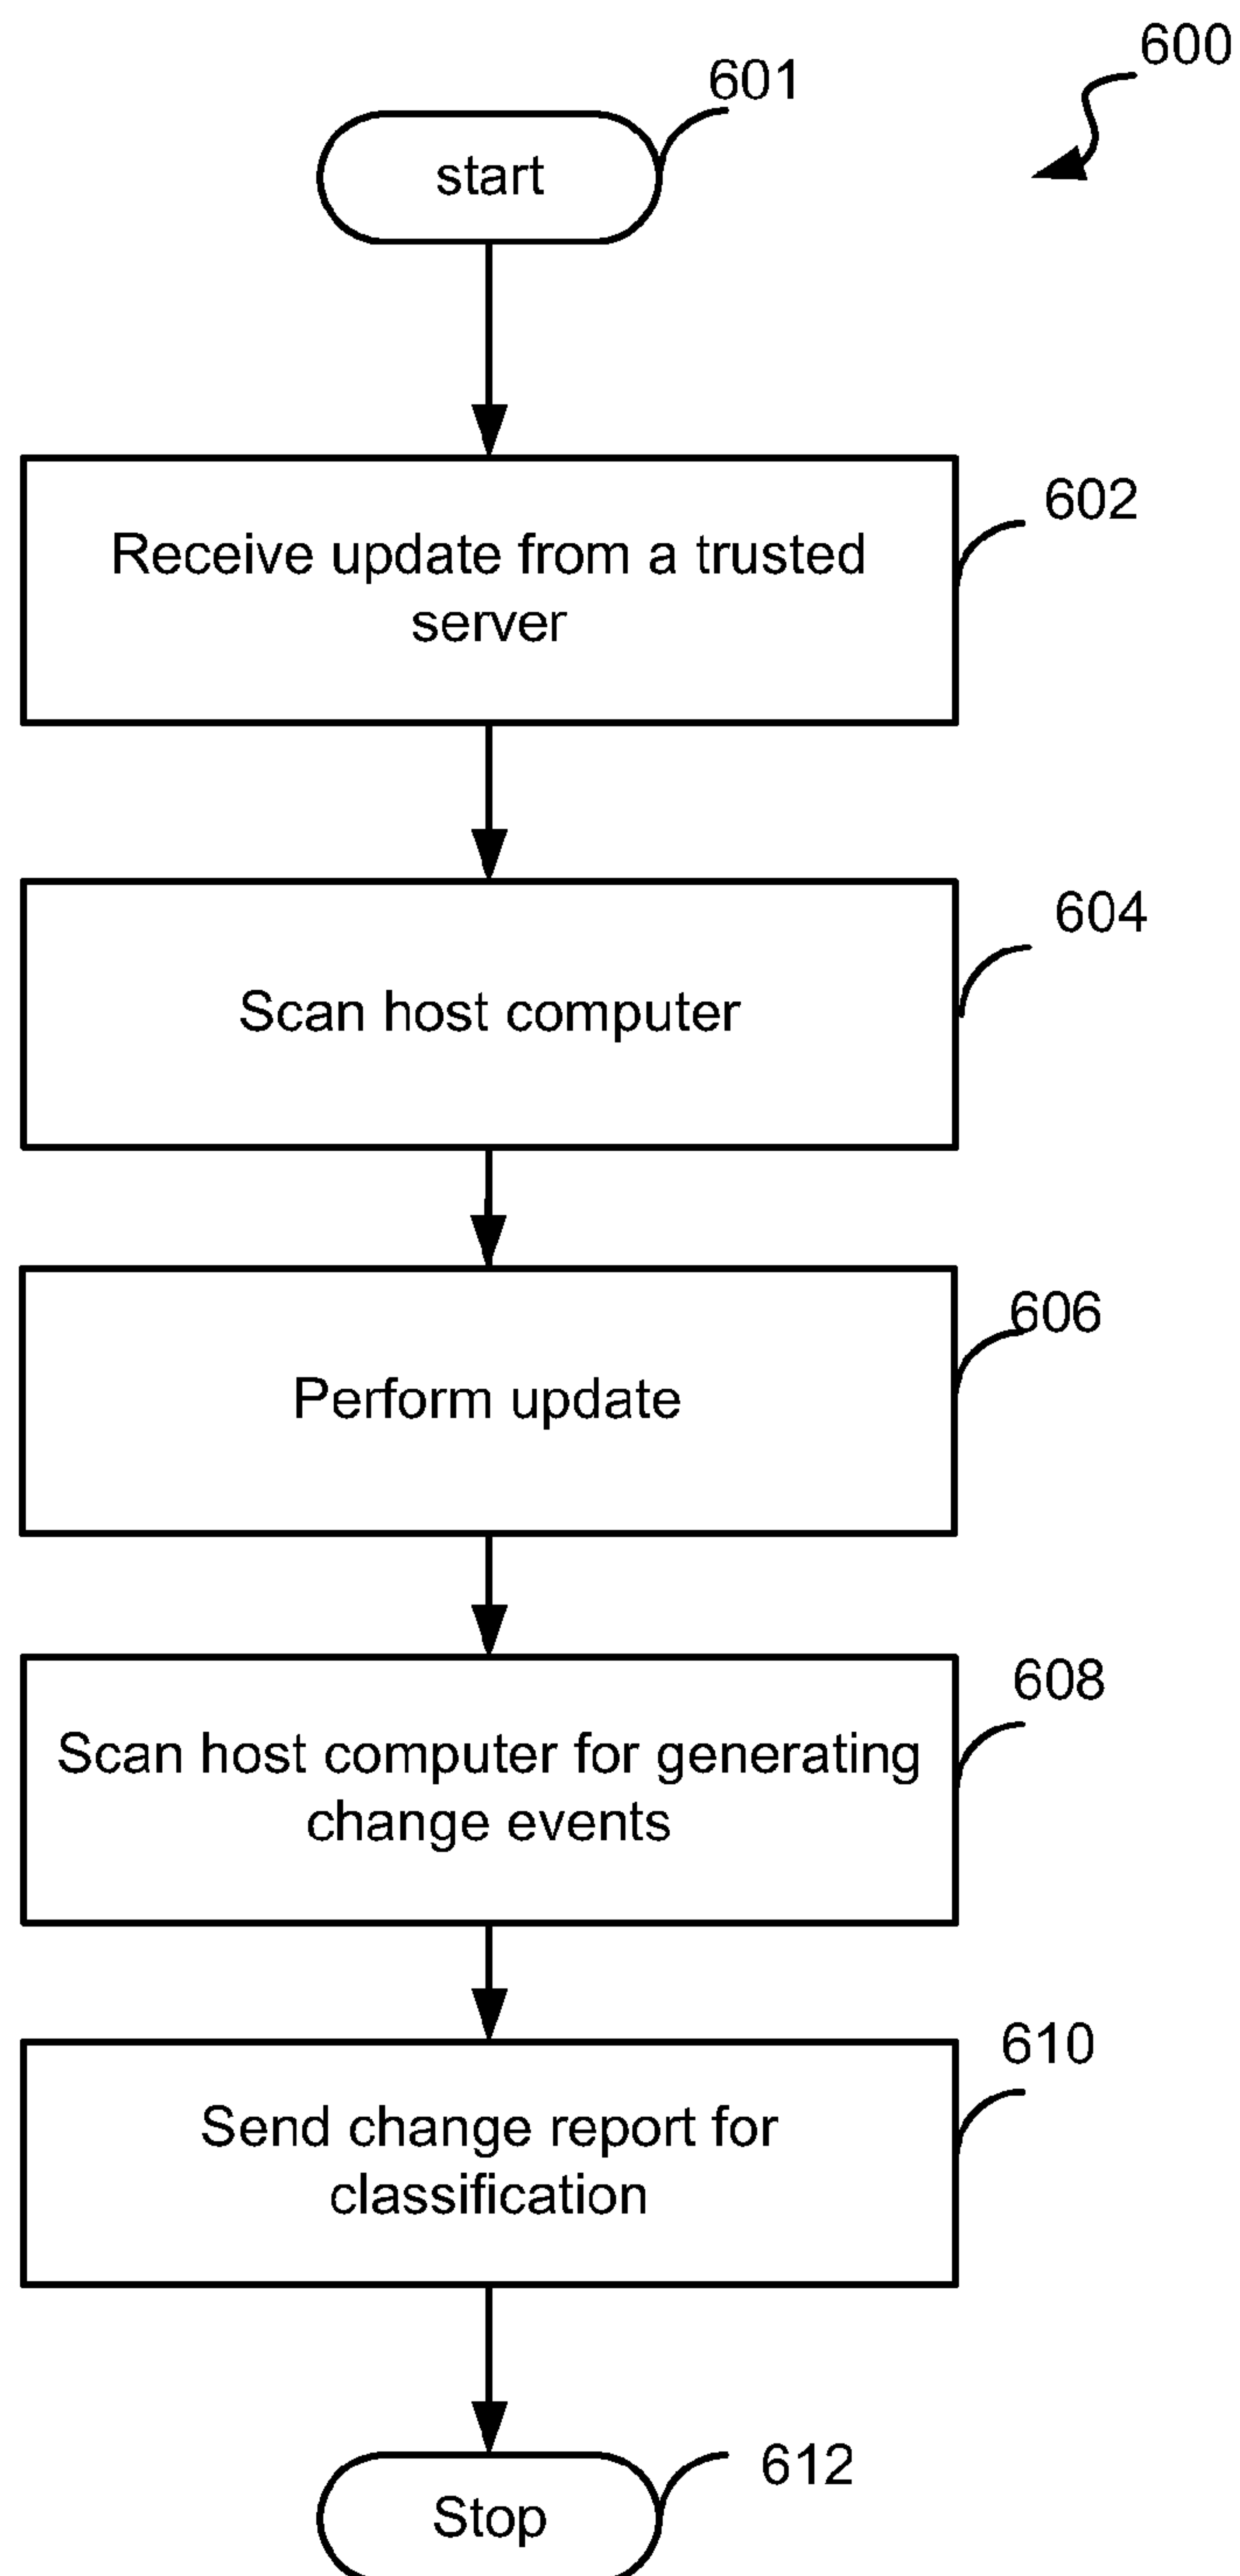 600
601
start
602
Receive update from a trusted
server
604
Scan host computer
606
Perform update
608
Scan host computer for generating
change events
610
Send change report for
classification
612
Stop